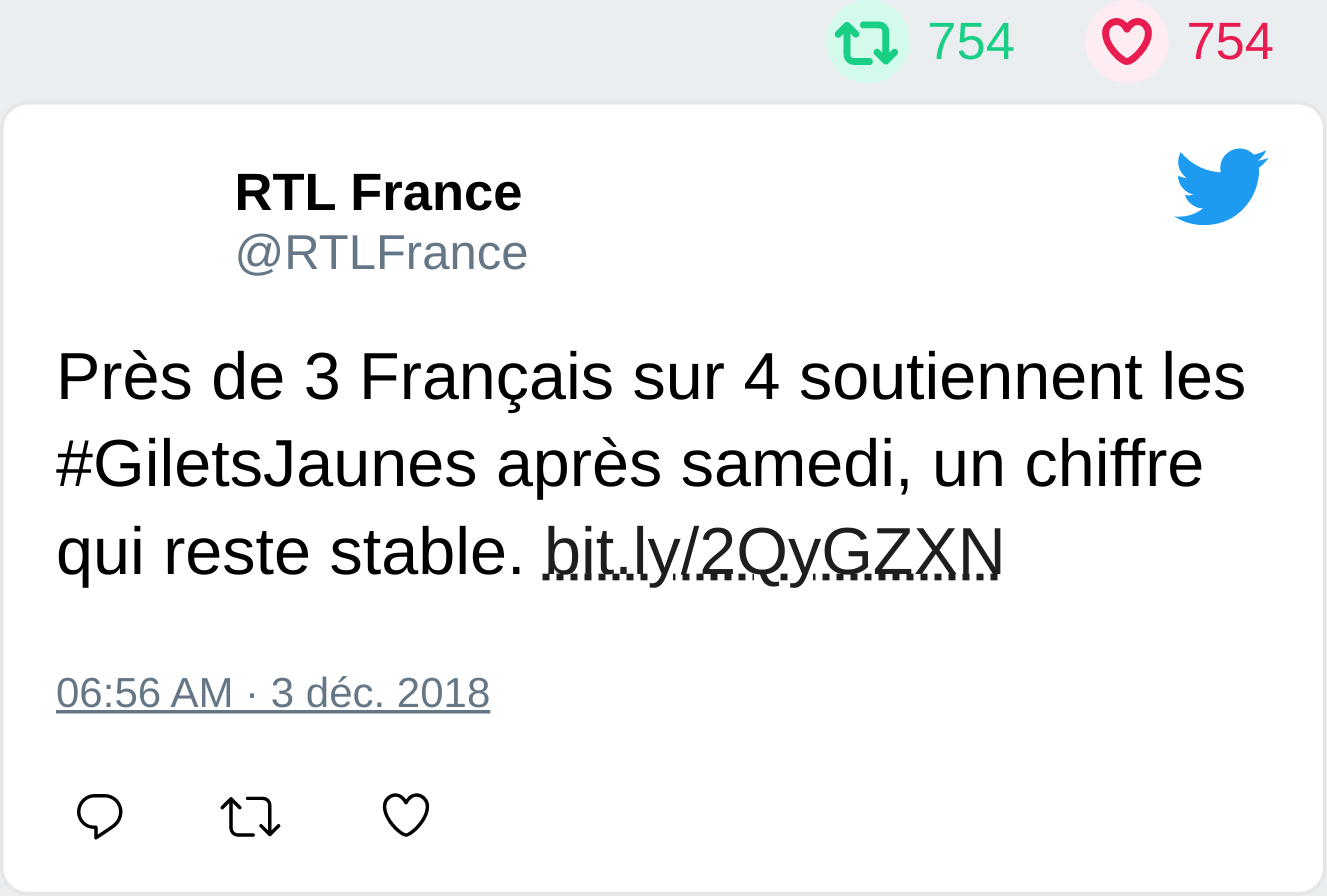 754 754
RTL France
@RTLFrance
Près de 3 Français sur 4 soutiennent les
#GiletsJaunes après samedi, un chiffre
qui reste stable. bit.ly/2QyGZXN
06:56 AM · 3 déc. 2018